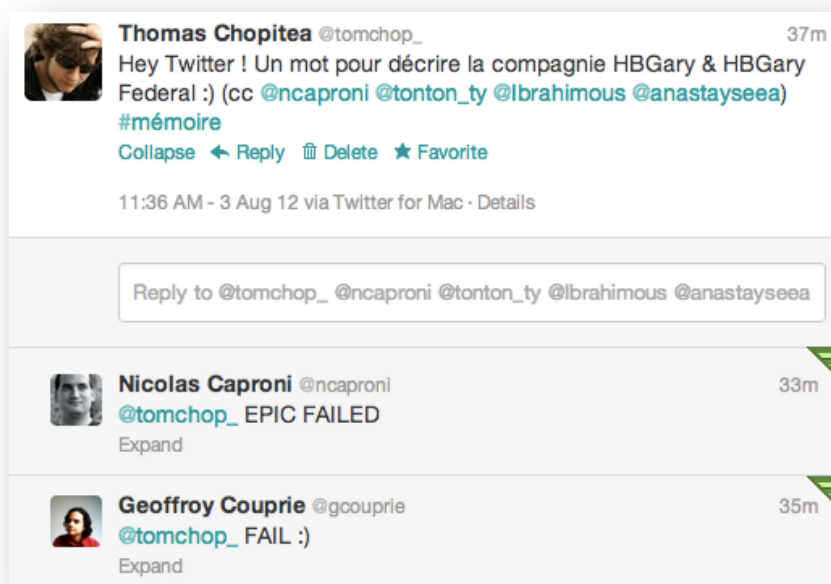 Thomas Chopitea @tomchop_ 37m
Hey Twitter ! Un mot pour décrire la compagnie HBGary & HBGary
Federal :) (cc @ncaproni @tonton_ty @Ibrahimous @anastayseea)
#mémoire
Collapse Reply Delete Favorite
11:36 AM - 3 Aug 12 via Twitter for Mac · Details
Reply to @tomchop_ @ncaproni @tonton_ty @Ibrahimous @anastayseea
Nicolas Caproni @ncaproni 33m
@tomchop_ EPIC FAILED
Expand
Geoffroy Couprie @gcouprie 35m
@tomchop_ FAIL :)
Expand